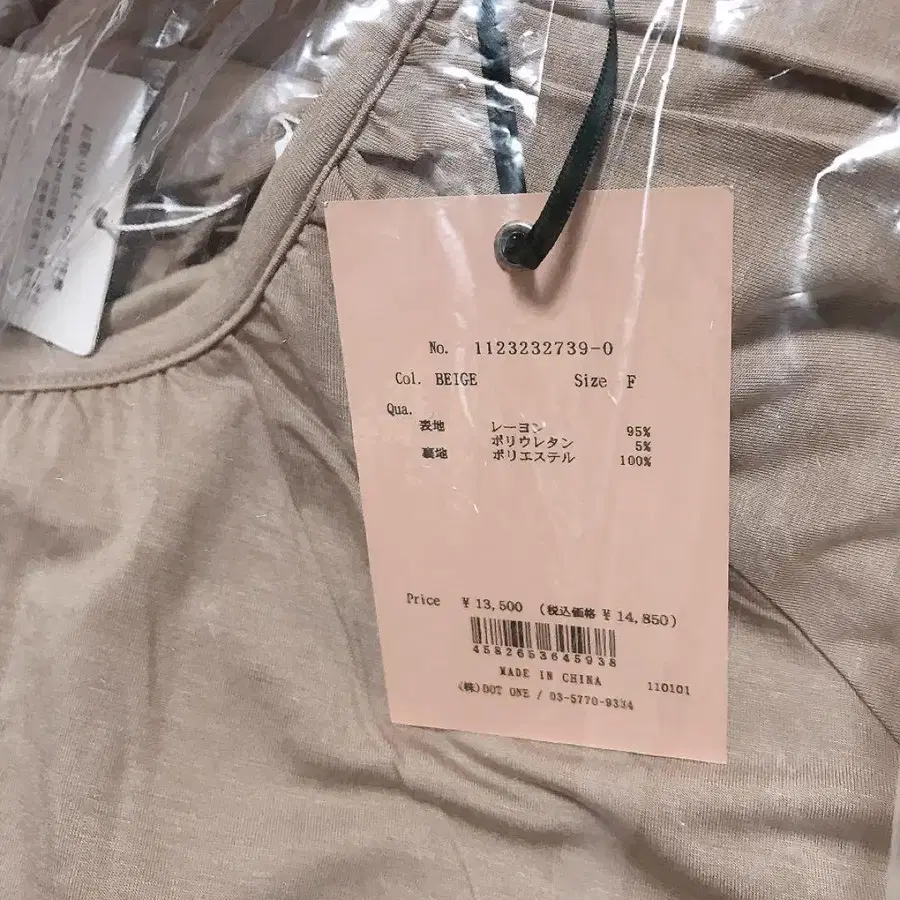 No. 1123232739-0
Col. BEIGE Size F
Qua.
表地 レーヨン 95%
ポリウレタン 5%
裏地 ポリエステル 100%
Price ¥ 13,500 (税込価格 ¥ 14,850)
4582653645938
MADE IN CHINA
110101
(株)DOT ONE / 03-5770-9334